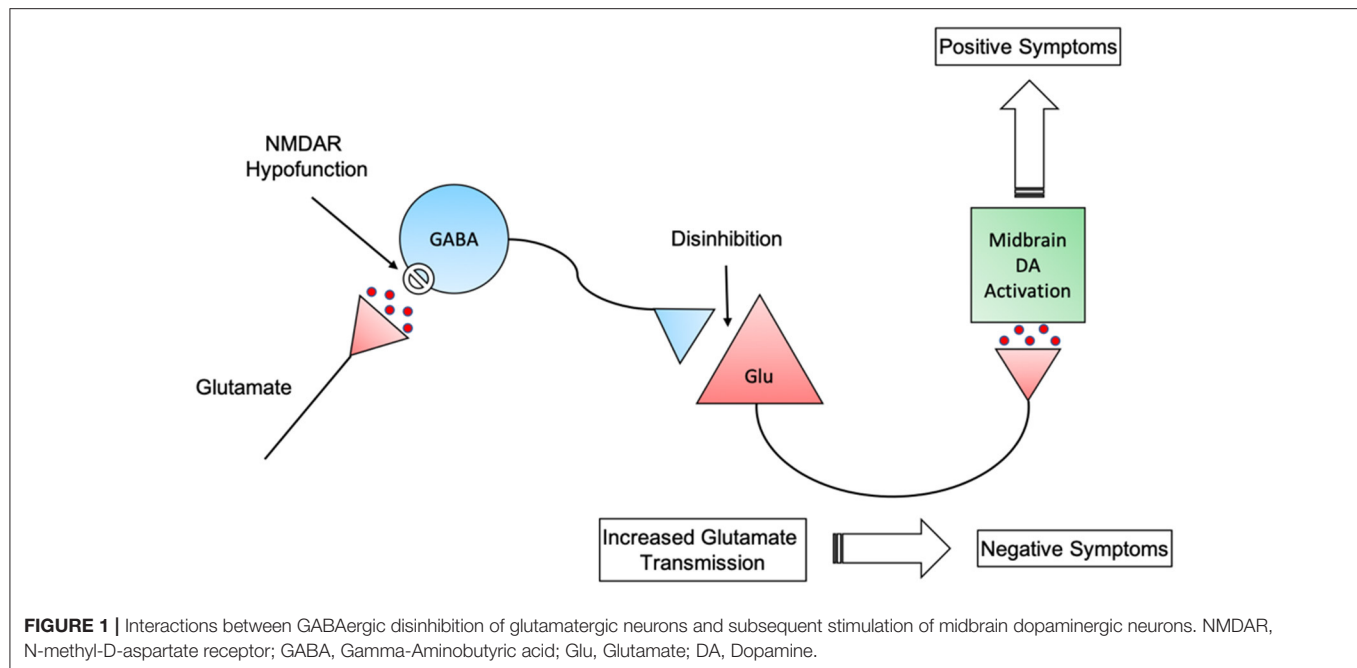 Positive Symptoms
NMDAR
Hypofunction
GABA
Disinhibition
Midbrain
DA
Activation
Glu
Glutamate
Increased Glutamate
Transmission
Negative Symptoms
FIGURE 1 | Interactions between GABAergic disinhibition of glutamatergic neurons and subsequent stimulation of midbrain dopaminergic neurons. NMDAR,
N-methyl-D-aspartate receptor; GABA, Gamma-Aminobutyric acid; Glu, Glutamate; DA, Dopamine.